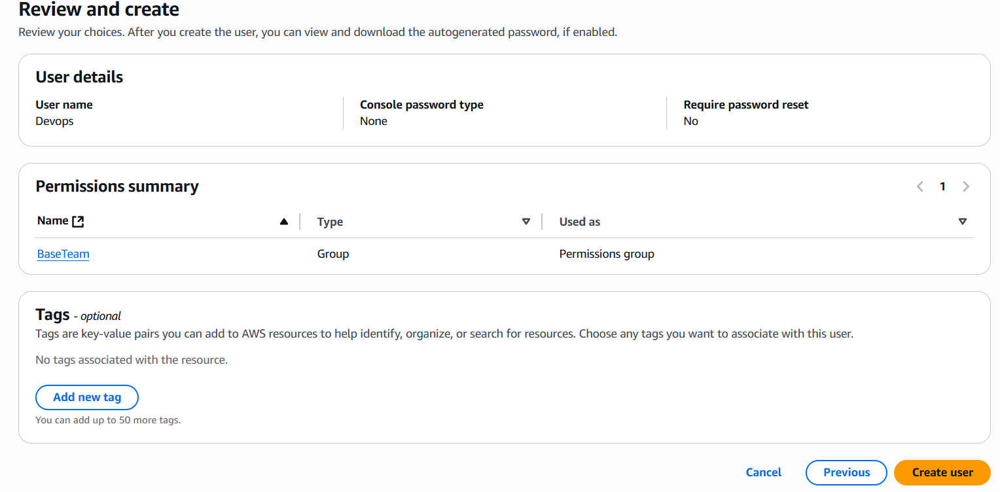 Review and create
Review your choices. After you create the user, you can view and download the autogenerated password, if enabled.
User details
User name
Devops
Console password type
None
Require password reset
No
Permissions summary
1
Name Type Used as
BaseTeam Group Permissions group
Tags - optional
Tags are key-value pairs you can add to AWS resources to help identify, organize, or search for resources. Choose any tags you want to associate with this user.
No tags associated with the resource.
Add new tag
You can add up to 50 more tags.
Cancel Previous Create user